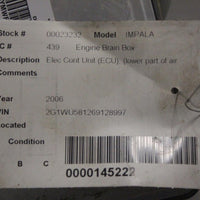 Stock # 00023232 Model IMPALA
IC # 439 Engine Brain Box
Description Elec Cont Unit (ECU), (lower part of air
Comments
Year 2006
VIN 2G1WU581269128997
Located
Condition
B C 0000145222